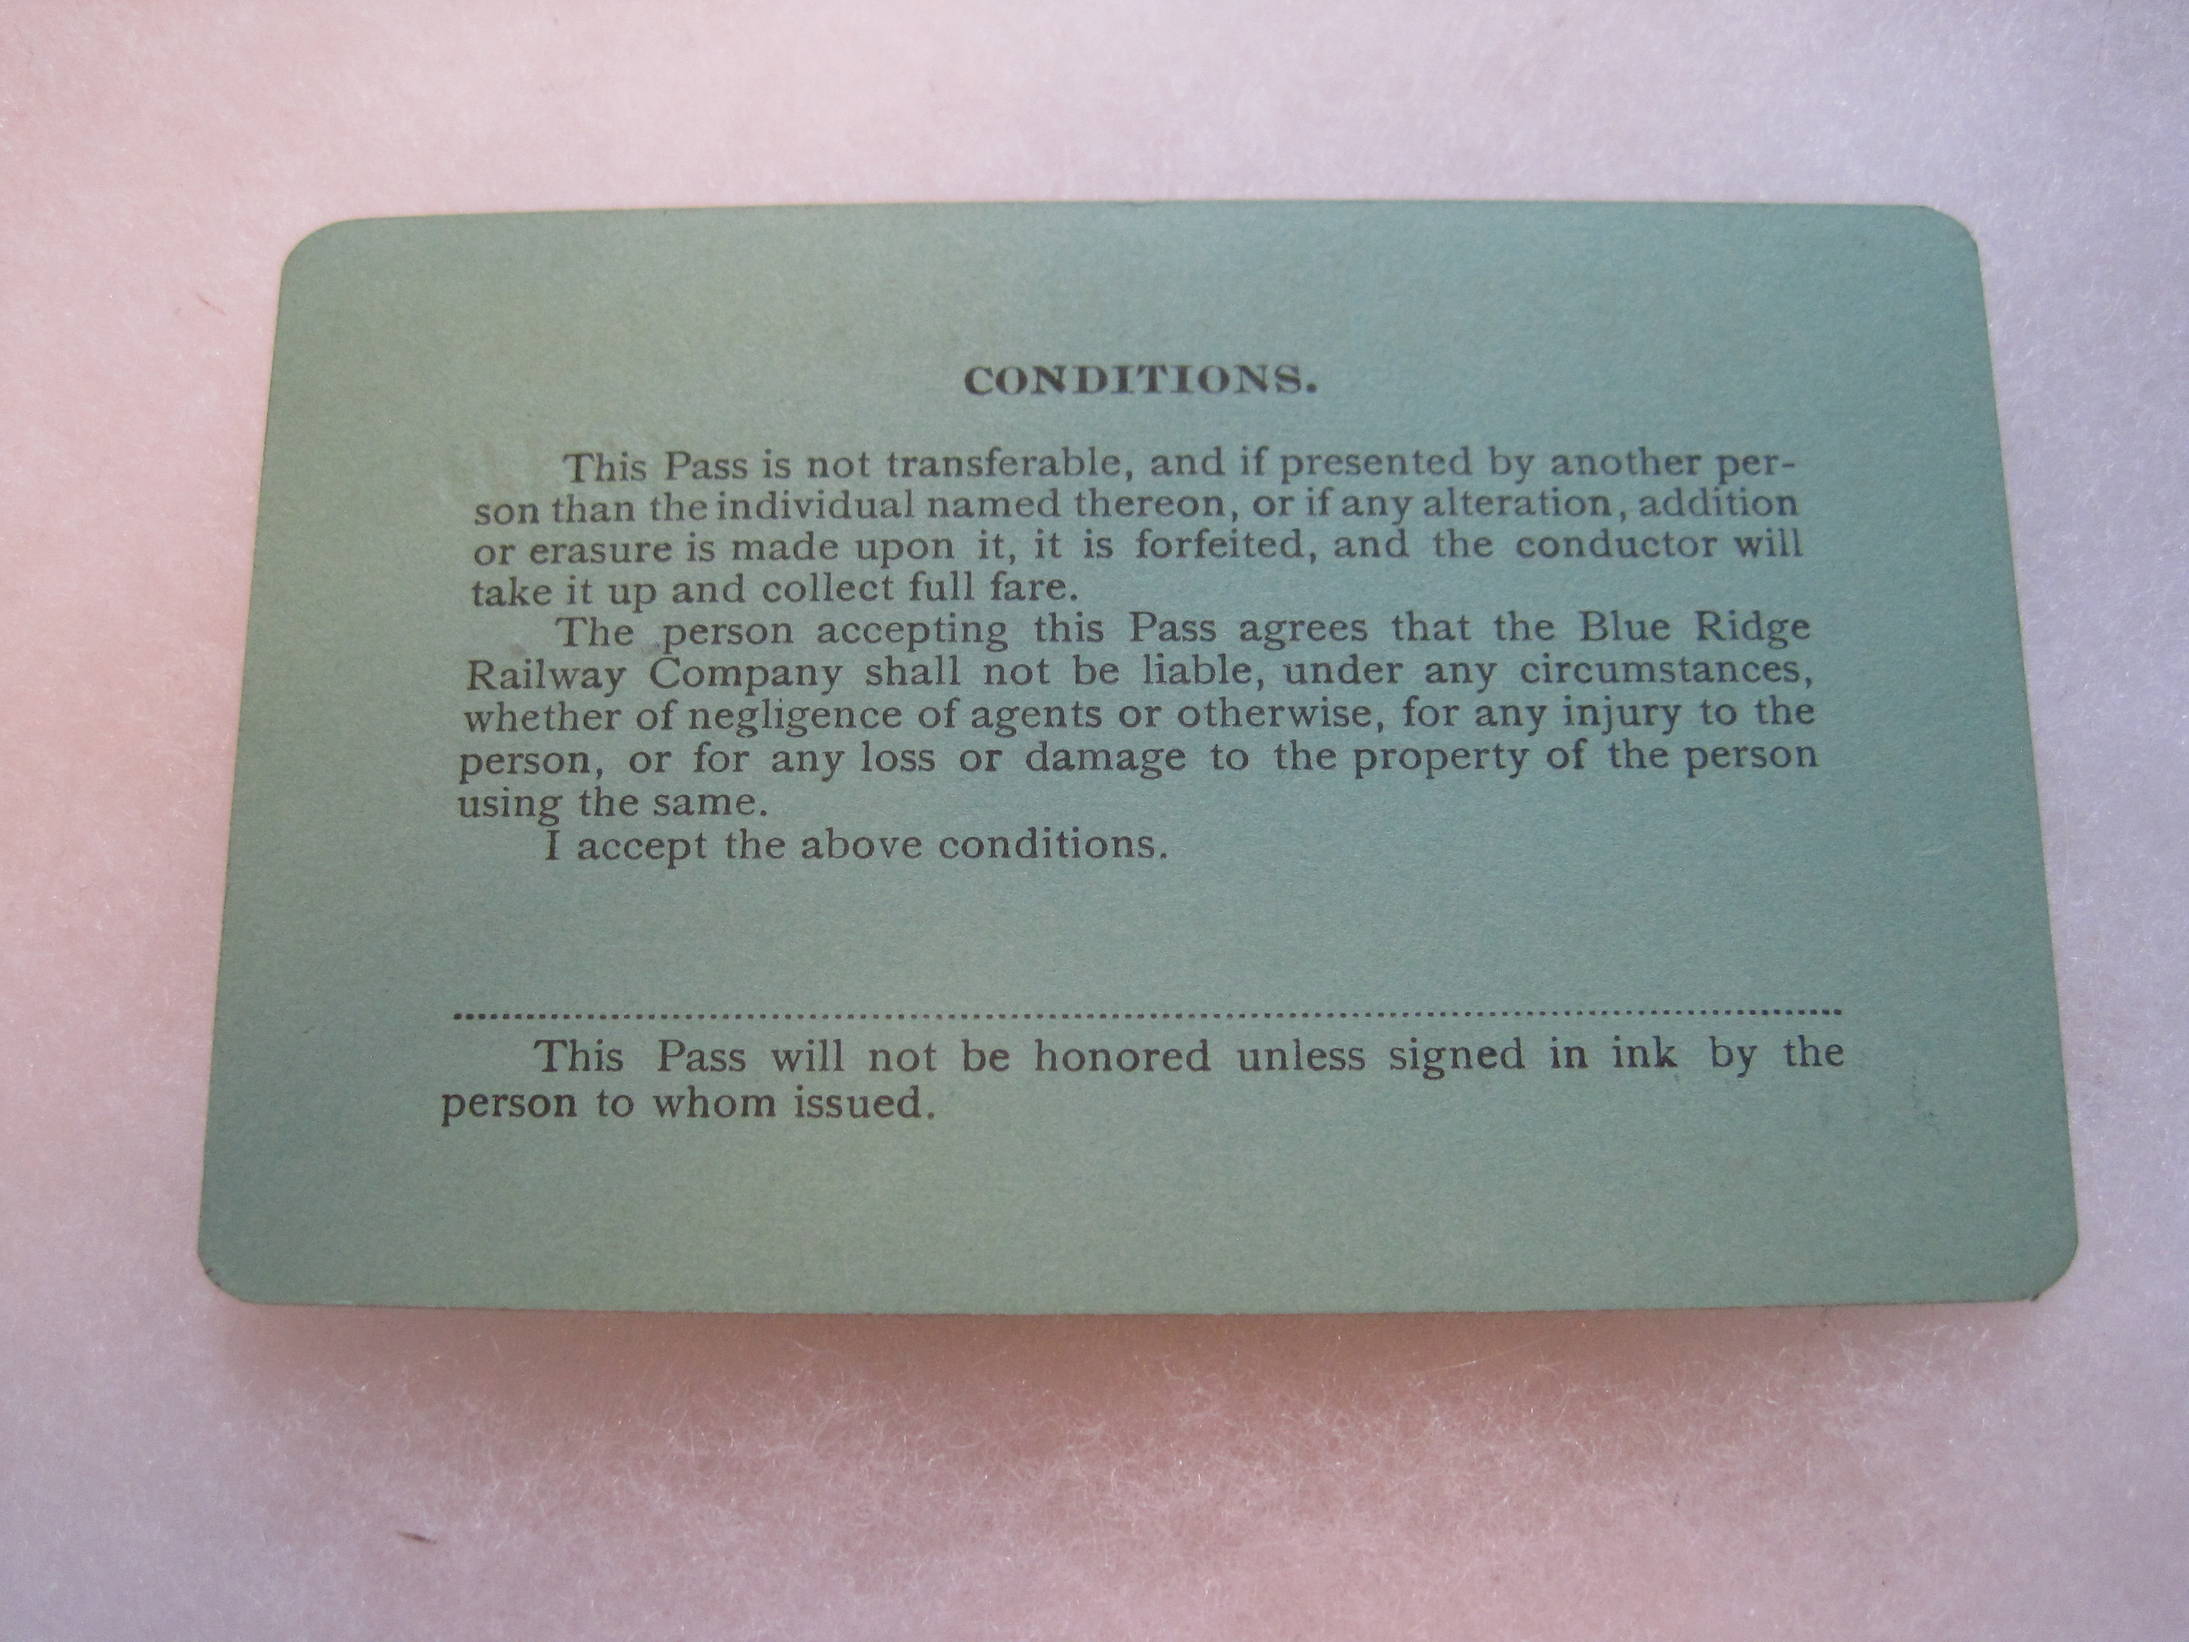 CONDITIONS.
This Pass is not transferable, and if presented by another per-
son than the individual named thereon, or if any alteration, addition
or erasure is made upon it, it is forfeited, and the conductor will
take it up and collect full fare.
The person accepting this Pass agrees that the Blue Ridge
Railway Company shall not be liable, under any circumstances,
whether of negligence of agents or otherwise, for any injury to the
person, or for any loss or damage to the property of the person
using the same.
I accept the above conditions.
This Pass will not be honored unless signed in ink by the
person to whom issued.